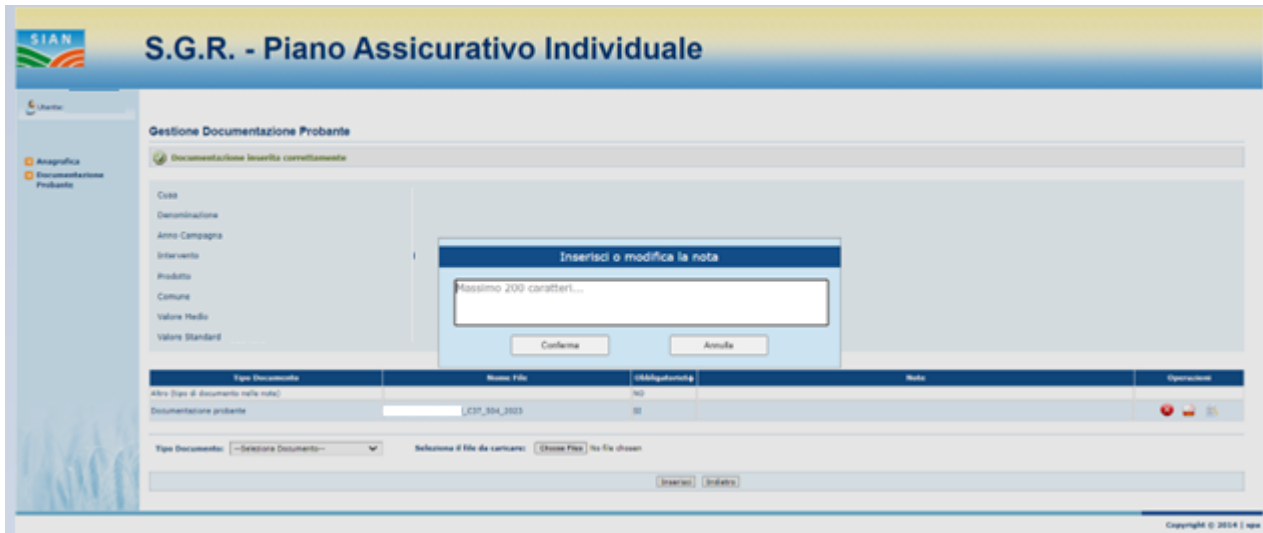 SIAN
S.G.R. - Piano Assicurativo Individuale
Utente:
Anagrafica
Documentazione
Probante
Gestione Documentazione Probante
Documentazione inserita correttamente
Cuaa
Denominazione
Anno Campagna
Intervento
Prodotto
Comune
Valore Medio
Valore Standard
Inserisci o modifica la nota
Massimo 200 caratteri...
Conferma Annulla
Tipo Documento Nome File Obbligatorietà Note Operazioni
Altro (tipo di documento nella nota) NO
Documentazione probante _C37_504_2023 SI
Tipo Documento: --Seleziona Documento-- Seleziona il file da caricare: Choose Files No file chosen
Inserisci Indietro
Copyright © 2014 |